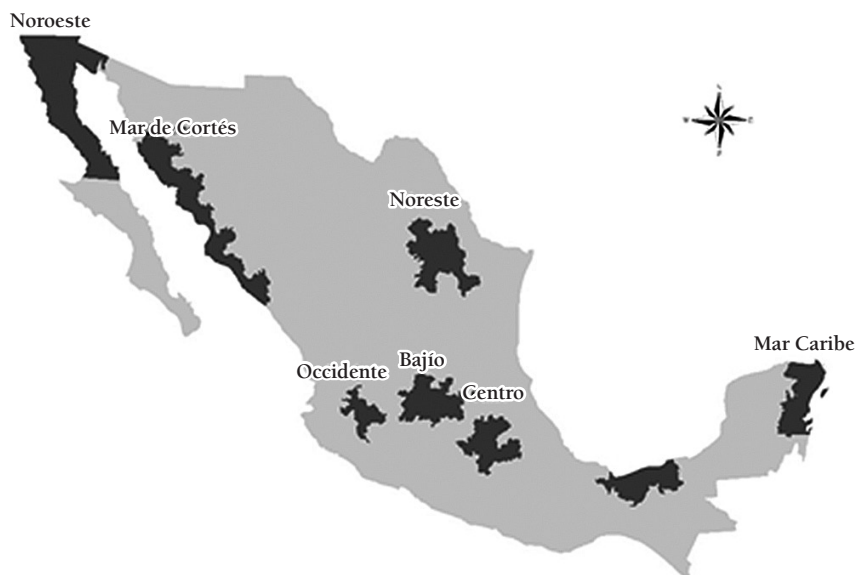 Noroeste
Mar de Cortés
Noreste
Mar Caribe
Occidente
Bajío
Centro